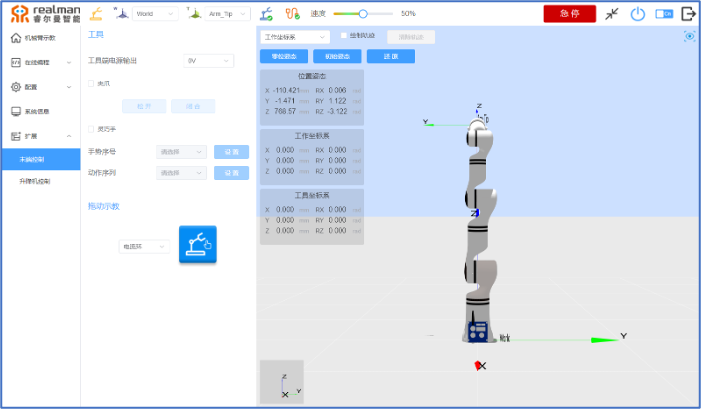 realman
睿尔曼智能
W World
T Arm_Tip
速度 50%
急停
机械臂示教
在线编程
配置
系统信息
扩展
末端控制
升降机控制
工具
工具端电源输出 0V
夹爪
松开
闭合
灵巧手
手势序号 请选择 设置
动作序列 请选择 设置
拖动示教
电流环
工作坐标系
绘制轨迹
清除轨迹
零位姿态
初始姿态
位置姿态
X -110.421 mm RX 0.006 rad
Y -1.471 mm RY 1.122 rad
Z 768.57 mm RZ -3.122 rad
工作坐标系
X 0.000 mm RX 0.000 rad
Y 0.000 mm RY 0.000 rad
Z 0.000 mm RZ 0.000 rad
工具坐标系
X 0.000 mm RX 0.000 rad
Y 0.000 mm RY 0.000 rad
Z 0.000 mm RZ 0.000 rad
Z
Y
Z
Work
Y
X
Z
Y
X